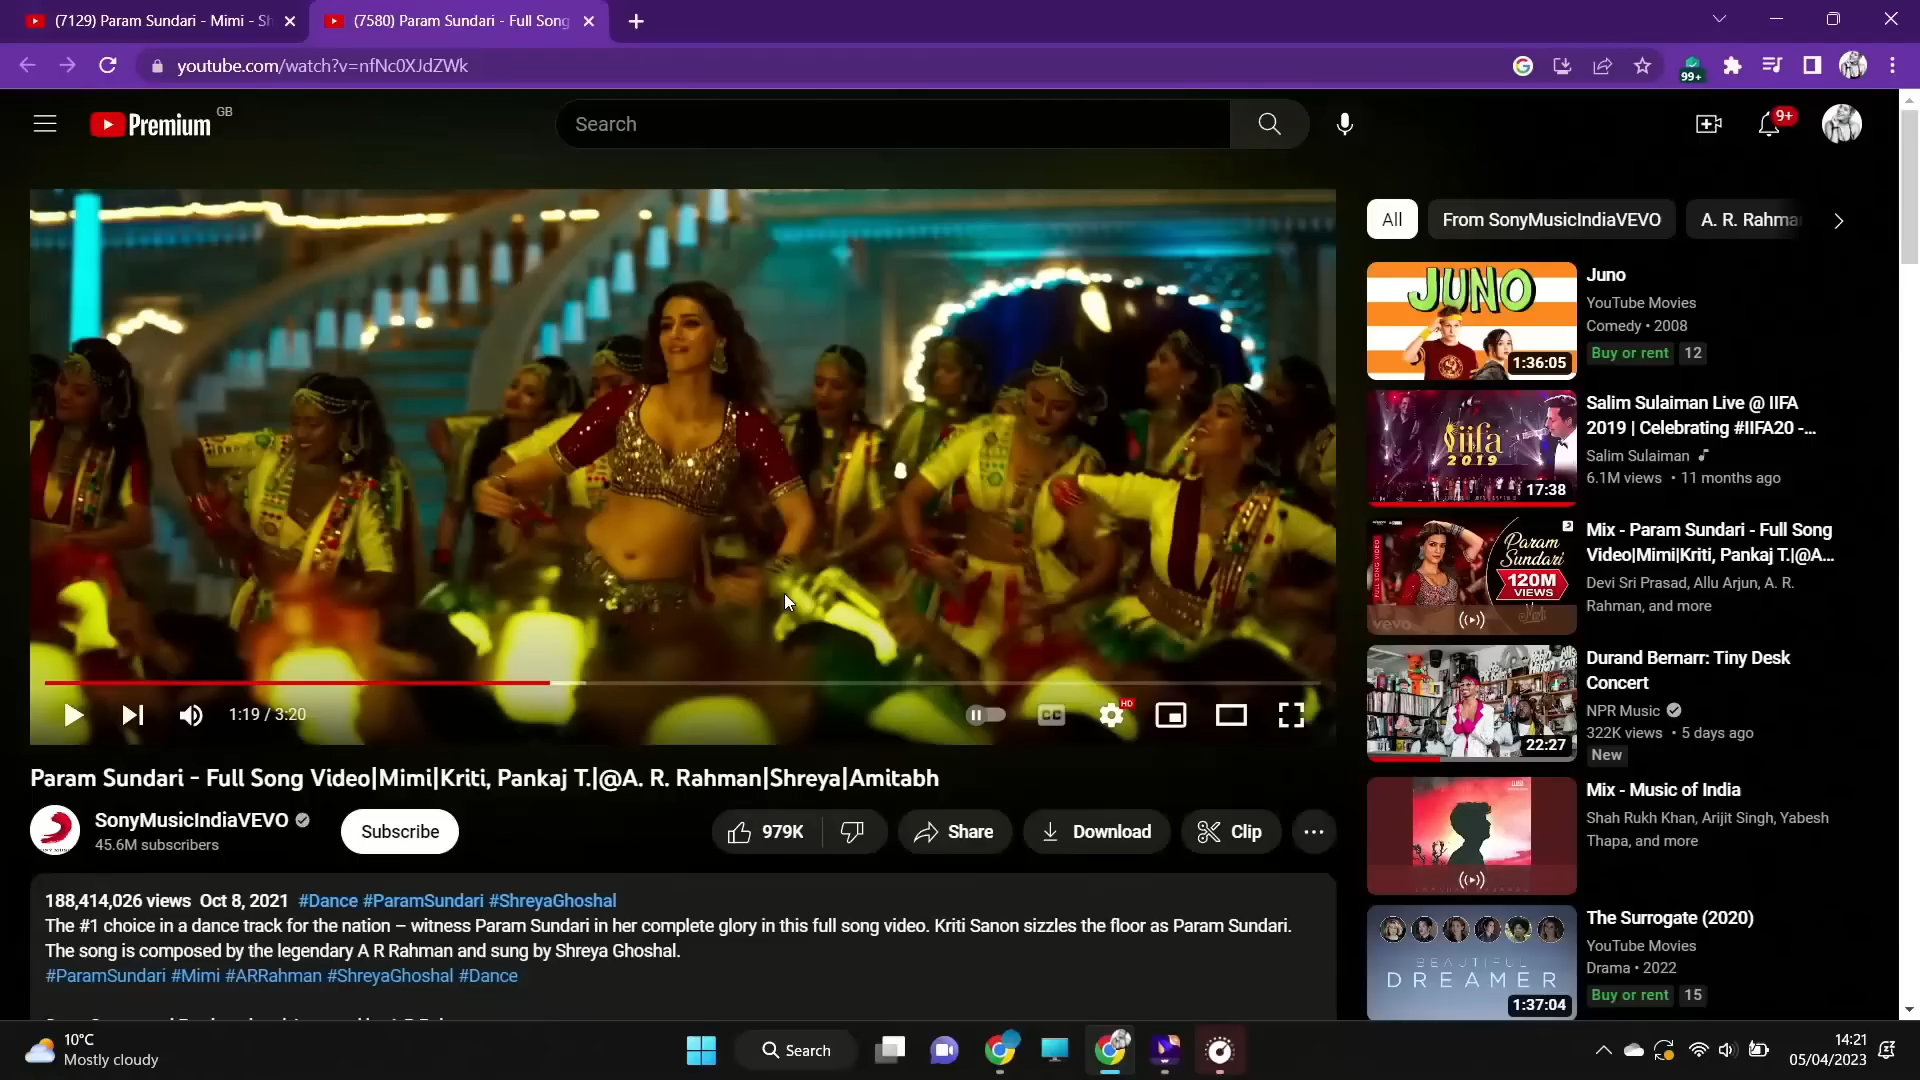 (7129) Param Sundari - Mimi - Sh
(7580) Param Sundari - Full Song
youtube.com/watch?v=nfNc0XJdZWk
99+
Premium
GB
Search
9+
All
From SonyMusicIndiaVEVO
A. R. Rahma
JUNO
1:36:05
Juno
YouTube Movies
Comedy • 2008
Buy or rent
12
iifa
2019
17:38
Salim Sulaiman Live @ IIFA
2019 | Celebrating #IIFA20 -...
Salim Sulaiman
6.1M views • 11 months ago
Param
Sundari
120M
VIEWS
vevo
FULL SONG VIDEO
Mix - Param Sundari - Full Song
Video|Mimi|Kriti, Pankaj T.|@A...
Devi Sri Prasad, Allu Arjun, A. R.
Rahman, and more
22:27
Durand Bernarr: Tiny Desk
Concert
NPR Music
322K views • 5 days ago
New
Mix - Music of India
Shah Rukh Khan, Arijit Singh, Yabesh
Thapa, and more
BEAUTIFUL
DREAMER
1:37:04
The Surrogate (2020)
YouTube Movies
Drama • 2022
Buy or rent
15
1:19 / 3:20
CC
HD
Param Sundari - Full Song Video|Mimi|Kriti, Pankaj T.|@A. R. Rahman|Shreya|Amitabh
SonyMusicIndiaVEVO
45.6M subscribers
Subscribe
979K
Share
Download
Clip
188,414,026 views Oct 8, 2021 #Dance #ParamSundari #ShreyaGhoshal
The #1 choice in a dance track for the nation – witness Param Sundari in her complete glory in this full song video. Kriti Sanon sizzles the floor as Param Sundari.
The song is composed by the legendary A R Rahman and sung by Shreya Ghoshal.
#ParamSundari #Mimi #ARRahman #ShreyaGhoshal #Dance
10°C
Mostly cloudy
Search
14:21
05/04/2023